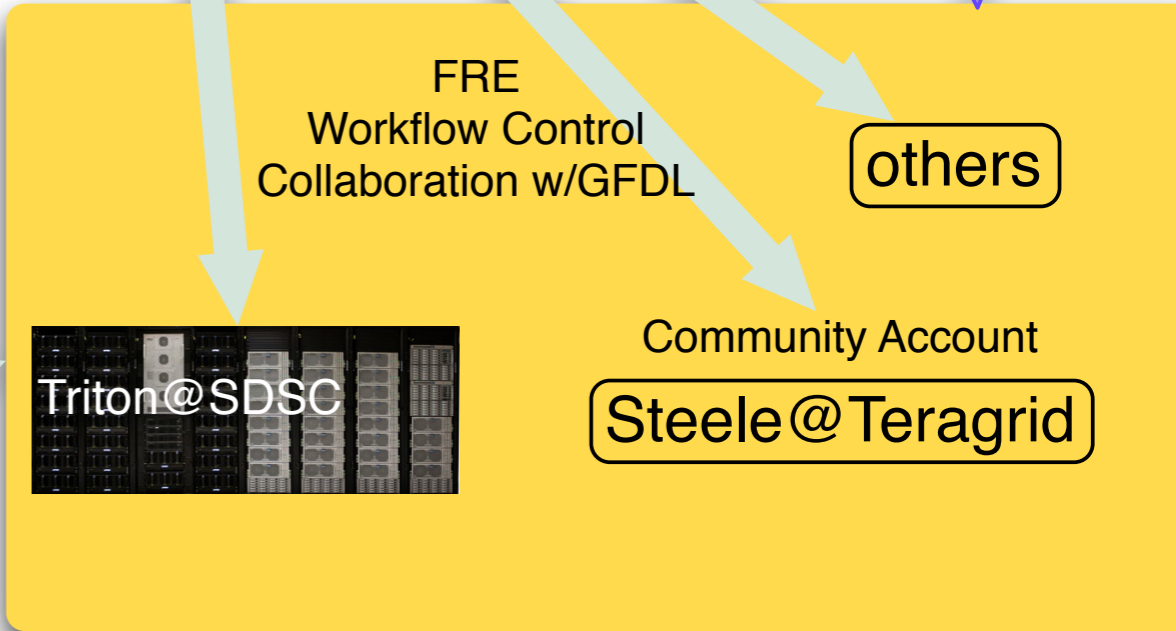 FRE
Workflow Control
Collaboration w/GFDL
others
Community Account
Triton@SDSC
Steele@Teragrid